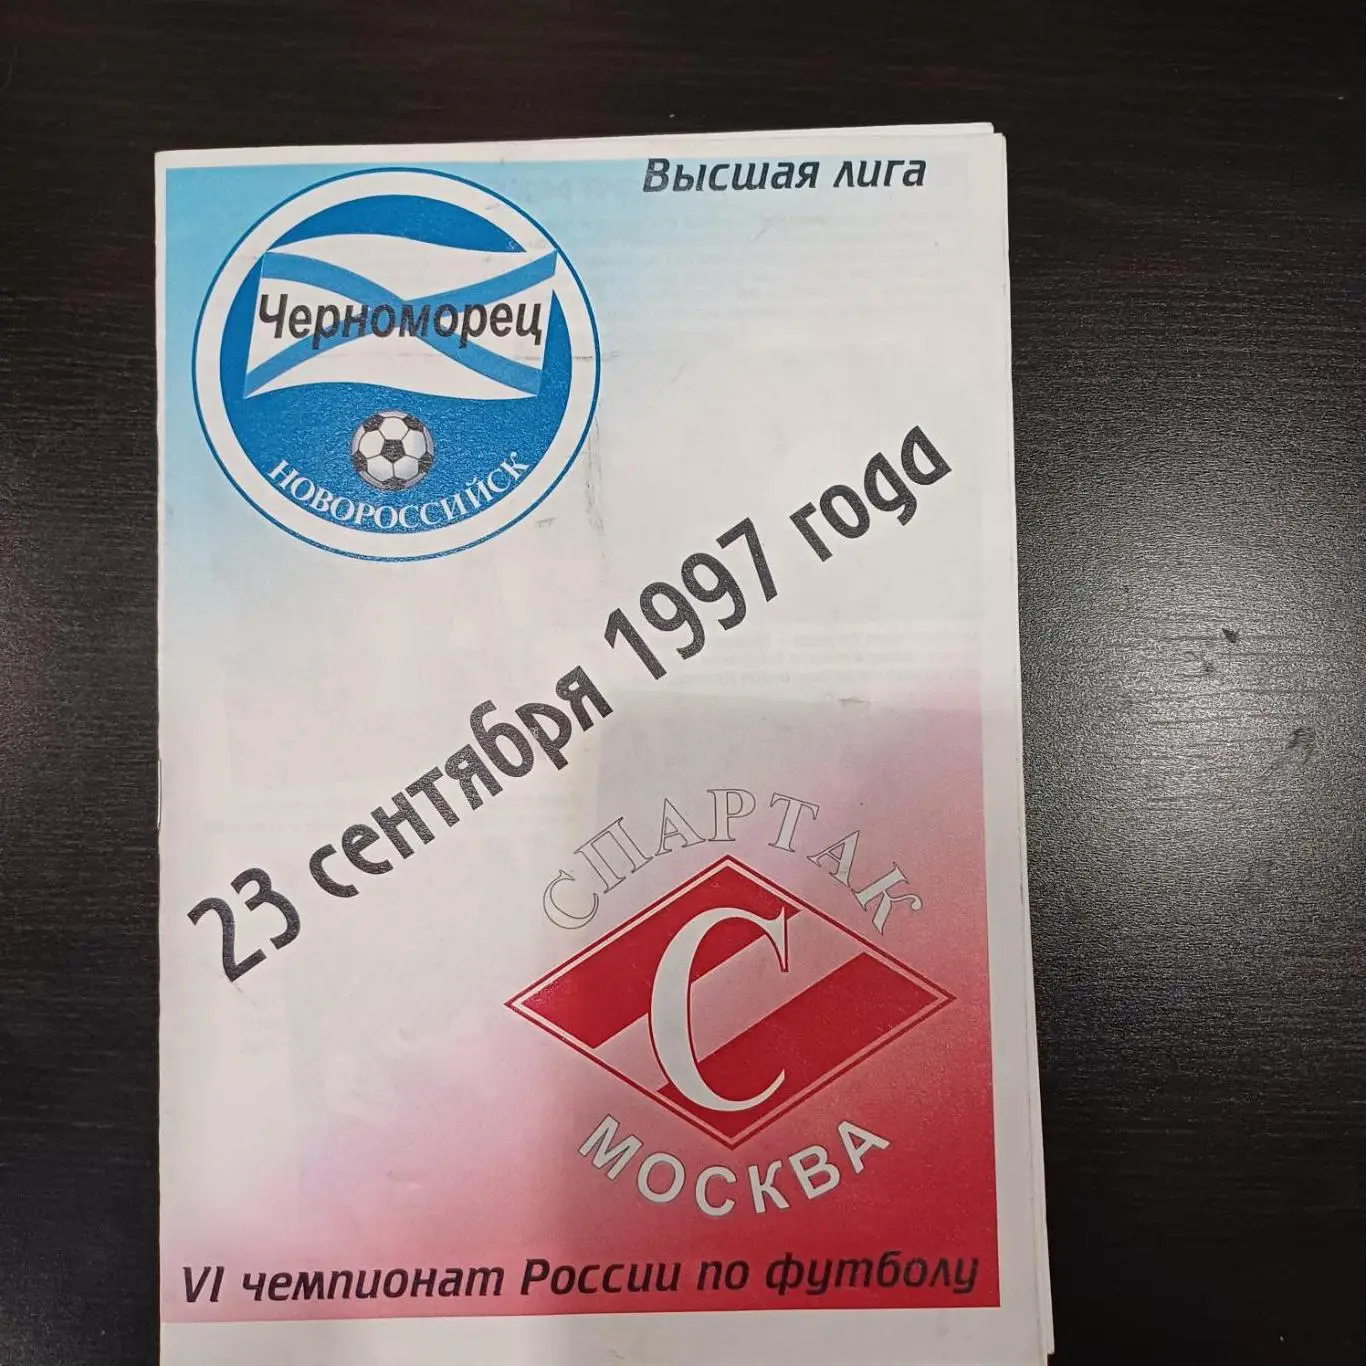 Высшая лига
Черноморец
НОВОРОССИЙСК
23 сентября 1997 года
СПАРТАК
С
МОСКВА
VI чемпионат России по футболу